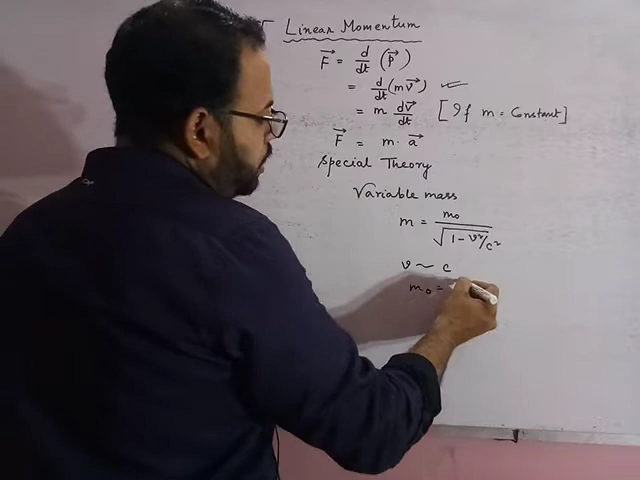 Linear Momentum
F⃗ = d/dt (p⃗)
= d/dt (mv⃗) ✓
= m dv⃗/dt [If m = Constant]
F⃗ = m. a⃗
Special Theory
Variable mass
m = m₀/√(1 - v²/c²)
v ~ c
m₀ =